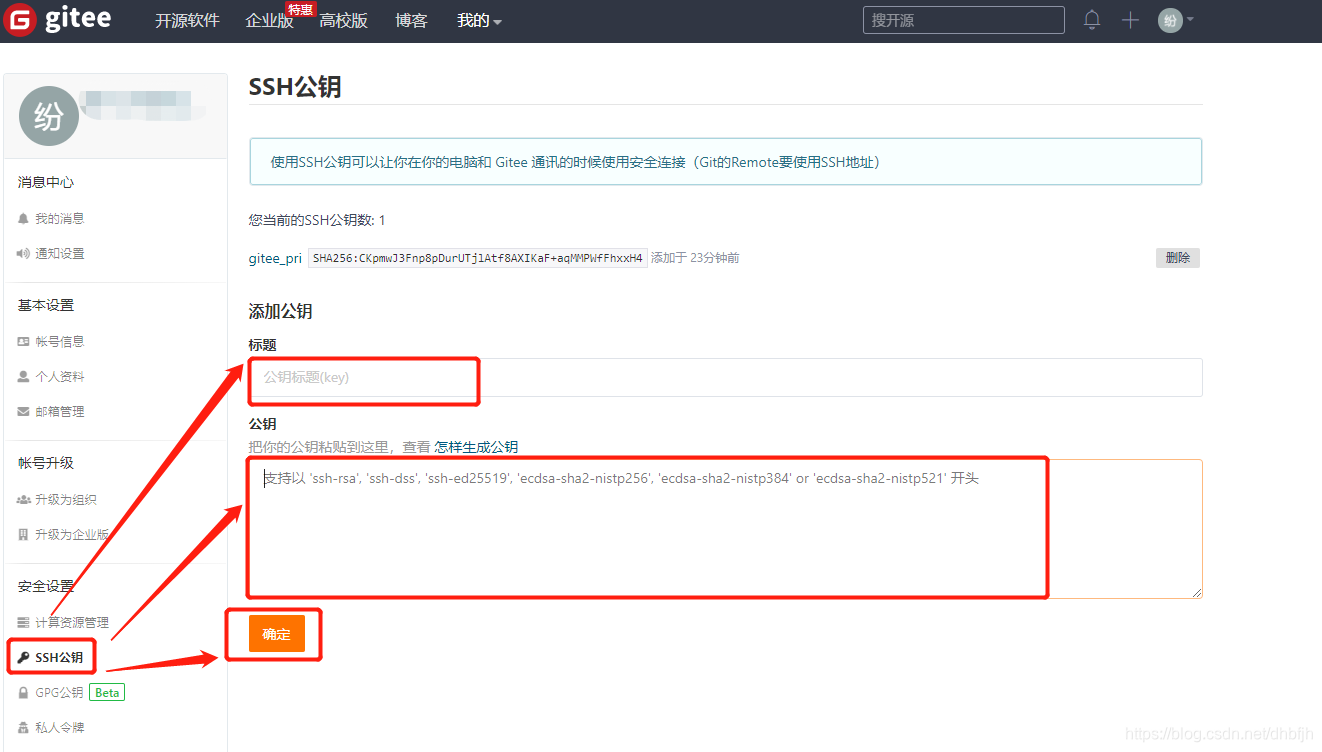 gitee 开源软件 企业版 特惠 高校版 博客 我的 搜开源 纷
纷
消息中心
我的消息
通知设置
基本设置
帐号信息
个人资料
邮箱管理
帐号升级
升级为组织
升级为企业版
安全设置
计算资源管理
SSH公钥
GPG公钥 Beta
私人令牌
SSH公钥
使用SSH公钥可以让你在你的电脑和 Gitee 通讯的时候使用安全连接（Git的Remote要使用SSH地址）
您当前的SSH公钥数: 1
gitee_pri SHA256:CKpmwJ3Fnp8pDurUTjlAtf8AXIKaF+aqMMPWfFhxxH4 添加于 23分钟前 删除
添加公钥
标题
公钥标题(key)
公钥
把你的公钥粘贴到这里，查看 怎样生成公钥
支持以 'ssh-rsa', 'ssh-dss', 'ssh-ed25519', 'ecdsa-sha2-nistp256', 'ecdsa-sha2-nistp384' or 'ecdsa-sha2-nistp521' 开头
确定
https://blog.csdn.net/dhbfjh